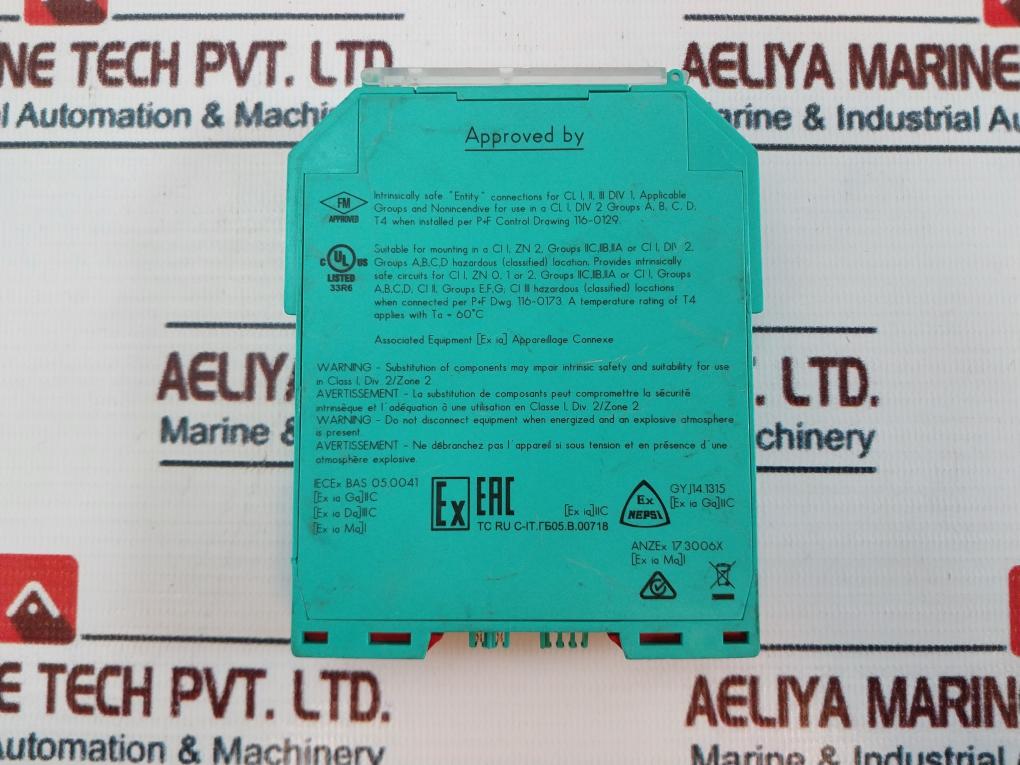 NE TECH PVT. LTD.
AELIYA MARINE
l Automation & Machi
arine & Industrial Au
Approved by
FM
APPROVED
Intrinsically safe "Entity" connections for CL I, II, III DIV 1, Applicable
Groups and Nonincendive for use in a CL I, DIV 2 Groups A, B, C, D,
T4 when installed per P+F Control Drawing 116-0129.
C UL US
LISTED
33R6
Suitable for mounting in a Cl I, ZN 2, Groups IIC,IIB,IIA or Cl I, DIV 2,
Groups A,B,C,D hazardous (classified) location. Provides intrinsically
safe circuits for Cl I, ZN 0, 1 or 2, Groups IIC,IIB,IIA or Cl I, Groups
A,B,C,D, Cl II, Groups E,F,G, Cl III hazardous (classified) locations
when connected per P+F Dwg. 116-0173. A temperature rating of T4
applies with Ta = 60°C
Associated Equipment [Ex ia] Appareillage Connexe
WARNING - Substitution of components may impair intrinsic safety and suitability for use
in Class I, Div. 2/Zone 2
AVERTISSEMENT - La substitution de composants peut compromettre la sécurité
intrinsèque et l'adéquation à une utilisation en Classe I, Div. 2/Zone 2
WARNING - Do not disconnect equipment when energized and an explosive atmosphere
is present.
AVERTISSEMENT - Ne débranchez pas l'appareil si sous tension et en présence d'une
atmosphère explosive.
AELIYA
LTD.
Marine &
chinery
IECEx BAS 05.0041
[Ex ia Ga]IIC
[Ex ia Da]IIIC
[Ex ia Ma]I
Ex
EAC
[Ex ia]IIC
TC RU C-IT.ГБ05.B.00718
Ex
NEPSI
GYJ14.1315
[Ex ia Ga]IIC
ANZEx 17.3006X
[Ex ia Ma]I
E TECH PVT. LTD.
AELIYA MARINE
Automation & Machinery
Marine & Industrial